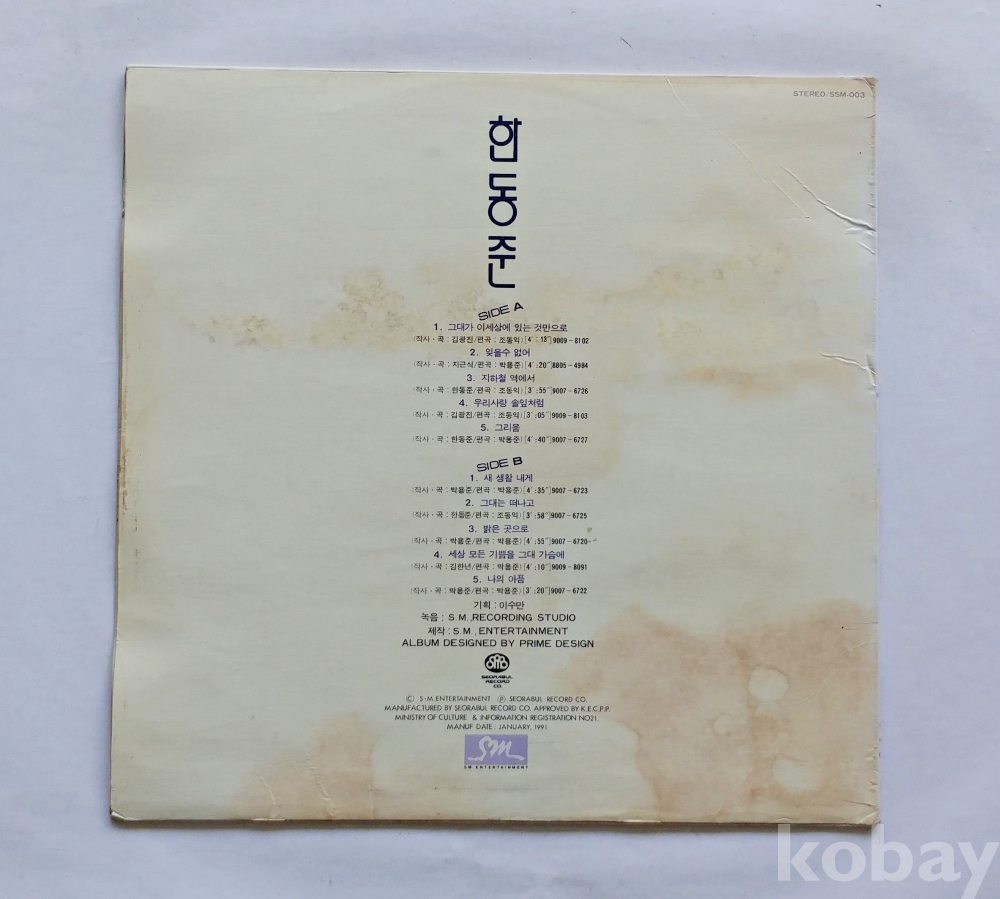 STEREO/SSM-003
한동준
SIDE A
1. 그대가 이세상에 있는 것만으로
(작사·곡 : 김광진/편곡 : 조동익) [4′ : 13″] 9009-8102
2. 잊을수 없어
(작사·곡 : 지근식/편곡 : 박용준) [4′ : 20″] 8805-4984
3. 지하철 역에서
(작사·곡 : 한동준/편곡 : 조동익) [3′ : 55″] 9007-6726
4. 우리사랑 솔잎처럼
(작사·곡 : 김광진/편곡 : 조동익) [3′ : 05″] 9009-8103
5. 그리움
(작사·곡 : 한동준/편곡 : 박용준) [4′ : 40″] 9007-6727
SIDE B
1. 새 생활 내게
(작사·곡 : 박용준/편곡 : 박용준) [4′ : 35″] 9007-6723
2. 그대는 떠나고
(작사·곡 : 한동준/편곡 : 조동익) [3′ : 58″] 9007-6725
3. 밝은 곳으로
(작사·곡 : 박용준/편곡 : 박용준) [4′ : 55″] 9007-6720
4. 세상 모든 기쁨을 그대 가슴에
(작사·곡 : 김한년/편곡 : 박용준) [4′ : 10″] 9009-8091
5. 나의 아픔
(작사·곡 : 박용준/편곡 : 박용준) [3′ : 20″] 9007-6722
기획 : 이수만
녹음 : S.M., RECORDING STUDIO
제작 : S.M., ENTERTAINMENT
ALBUM DESIGNED BY PRIME DESIGN
SRB
SEORABUL
RECORD
CO.
Ⓒ S·M ENTERTAINMENT Ⓟ SEORABUL RECORD CO.
MANUFACTURED BY SEORABUL RECORD CO. APPROVED BY K.E.C.P.P.
MINISTRY OF CULTURE & INFORMATION REGISTRATION NO21.
MANUF DATE : JANUARY, 1991
SM
SM ENTERTAINMENT
kobay